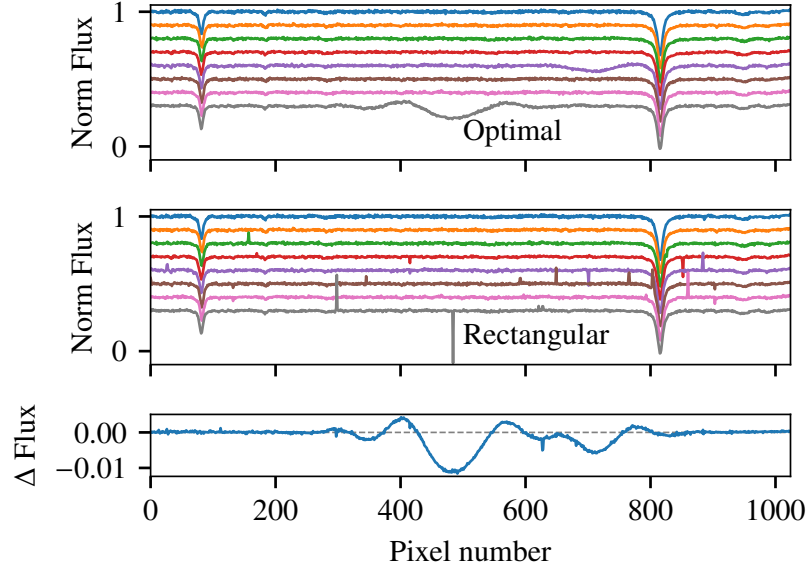 1
0
Norm Flux
Optimal
1
0
Norm Flux
Rectangular
0.00
−0.01
Δ Flux
0 200 400 600 800 1000
Pixel number